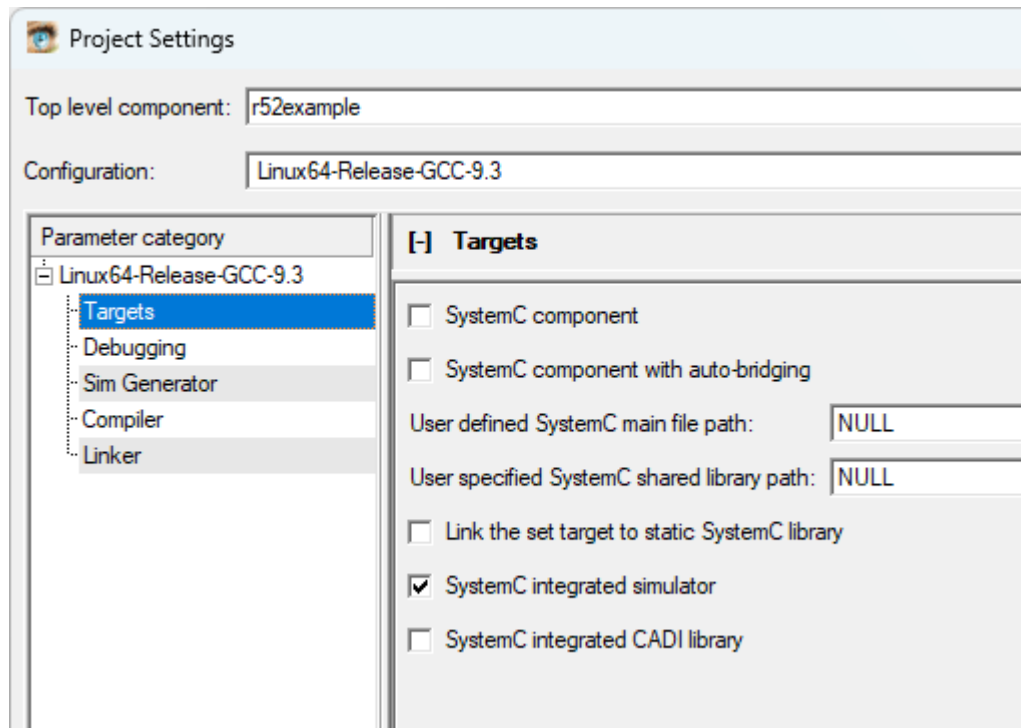 Project Settings
Top level component: r52example
Configuration: Linux64-Release-GCC-9.3
Parameter category
Linux64-Release-GCC-9.3
Targets
Debugging
Sim Generator
Compiler
Linker
[-] Targets
SystemC component
SystemC component with auto-bridging
User defined SystemC main file path: NULL
User specified SystemC shared library path: NULL
Link the set target to static SystemC library
SystemC integrated simulator
SystemC integrated CADI library